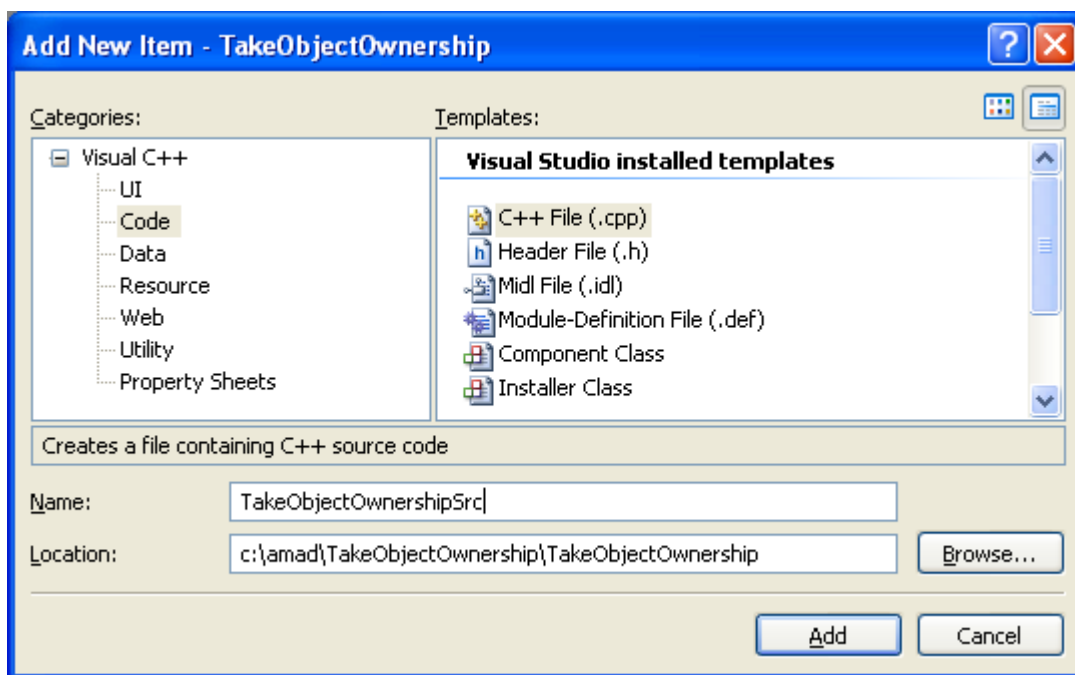 Add New Item - TakeObjectOwnership
Categories:
Visual C++
UI
Code
Data
Resource
Web
Utility
Property Sheets
Templates:
Visual Studio installed templates
C++ File (.cpp)
Header File (.h)
Midl File (.idl)
Module-Definition File (.def)
Component Class
Installer Class
Creates a file containing C++ source code
Name:
TakeObjectOwnershipSrc
Location:
c:\amad\TakeObjectOwnership\TakeObjectOwnership
Browse...
Add
Cancel